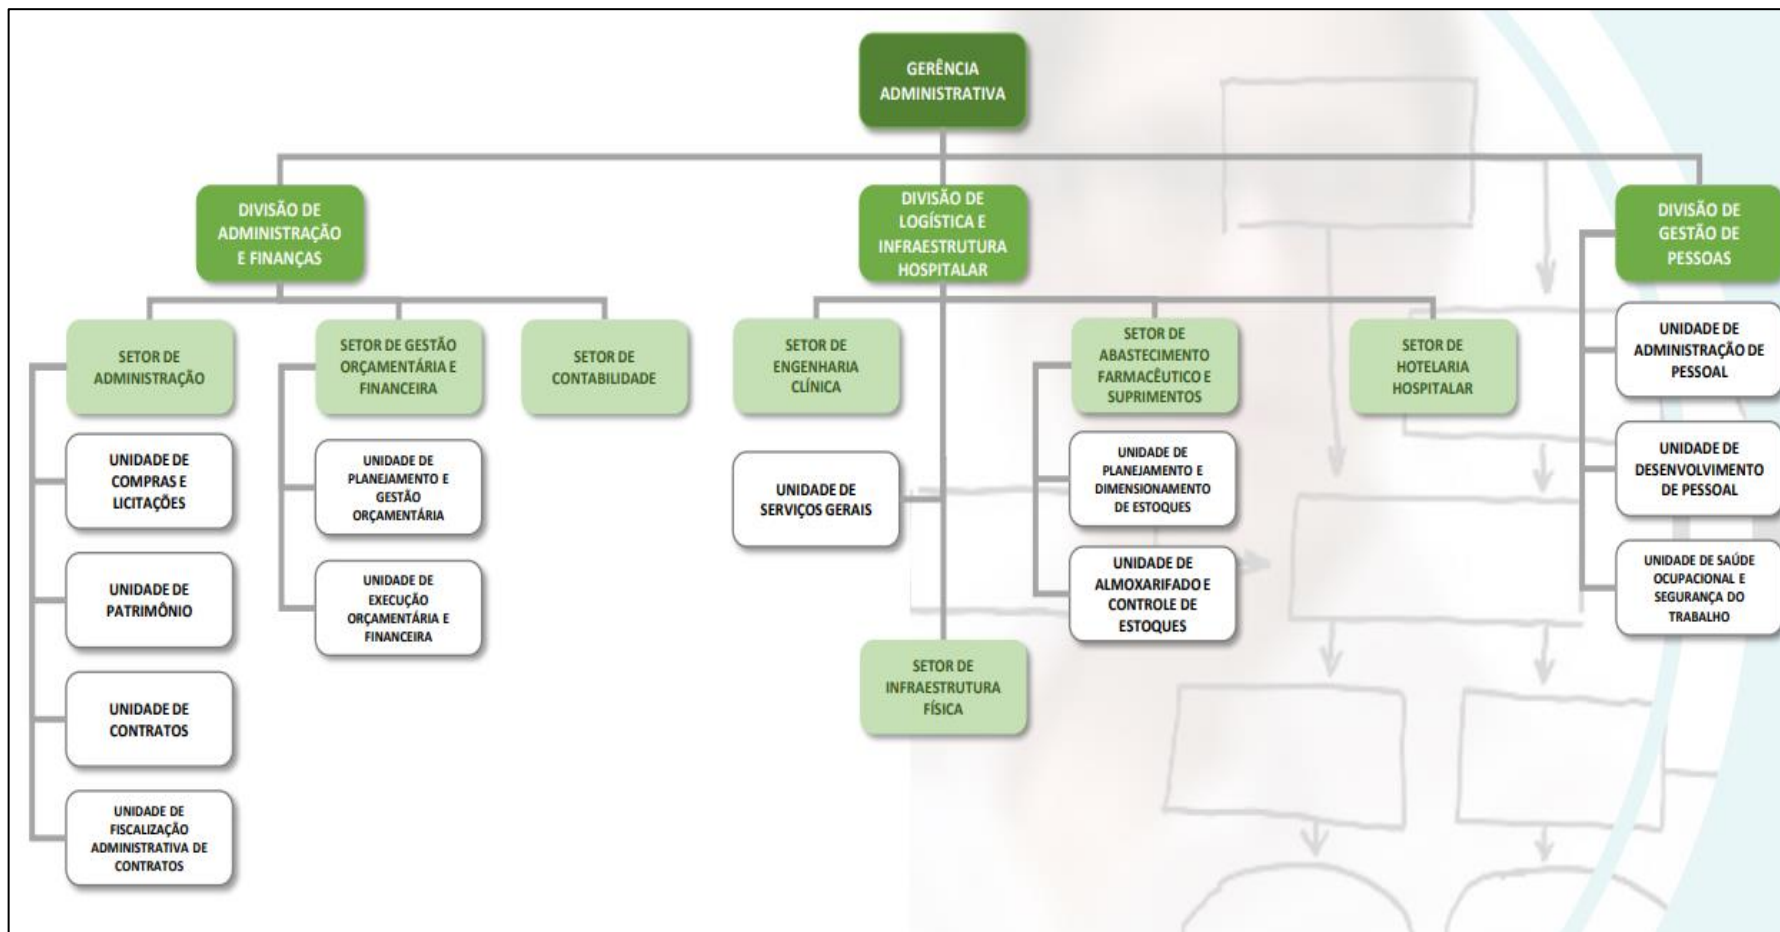 GERÊNCIA
ADMINISTRATIVA
DIVISÃO DE
ADMINISTRAÇÃO
E FINANÇAS
DIVISÃO DE
LOGÍSTICA E
INFRAESTRUTURA
HOSPITALAR
DIVISÃO DE
GESTÃO DE
PESSOAS
SETOR DE
ADMINISTRAÇÃO
SETOR DE GESTÃO
ORÇAMENTÁRIA E
FINANCEIRA
SETOR DE
CONTABILIDADE
SETOR DE
ENGENHARIA
CLÍNICA
SETOR DE
ABASTECIMENTO
FARMACÊUTICO E
SUPRIMENTOS
SETOR DE
HOTELARIA
HOSPITALAR
UNIDADE DE
ADMINISTRAÇÃO DE
PESSOAL
UNIDADE DE
COMPRAS E
LICITAÇÕES
UNIDADE DE
PLANEJAMENTO E
GESTÃO
ORÇAMENTÁRIA
UNIDADE DE
SERVIÇOS GERAIS
UNIDADE DE
PLANEJAMENTO E
DIMENSIONAMENTO
DE ESTOQUES
UNIDADE DE
DESENVOLVIMENTO
DE PESSOAL
UNIDADE DE
PATRIMÔNIO
UNIDADE DE
EXECUÇÃO
ORÇAMENTÁRIA E
FINANCEIRA
UNIDADE DE
ALMOXARIFADO E
CONTROLE DE
ESTOQUES
UNIDADE DE SAÚDE
OCUPACIONAL E
SEGURANÇA DO
TRABALHO
UNIDADE DE
CONTRATOS
SETOR DE
INFRAESTRUTURA
FÍSICA
UNIDADE DE
FISCALIZAÇÃO
ADMINISTRATIVA DE
CONTRATOS